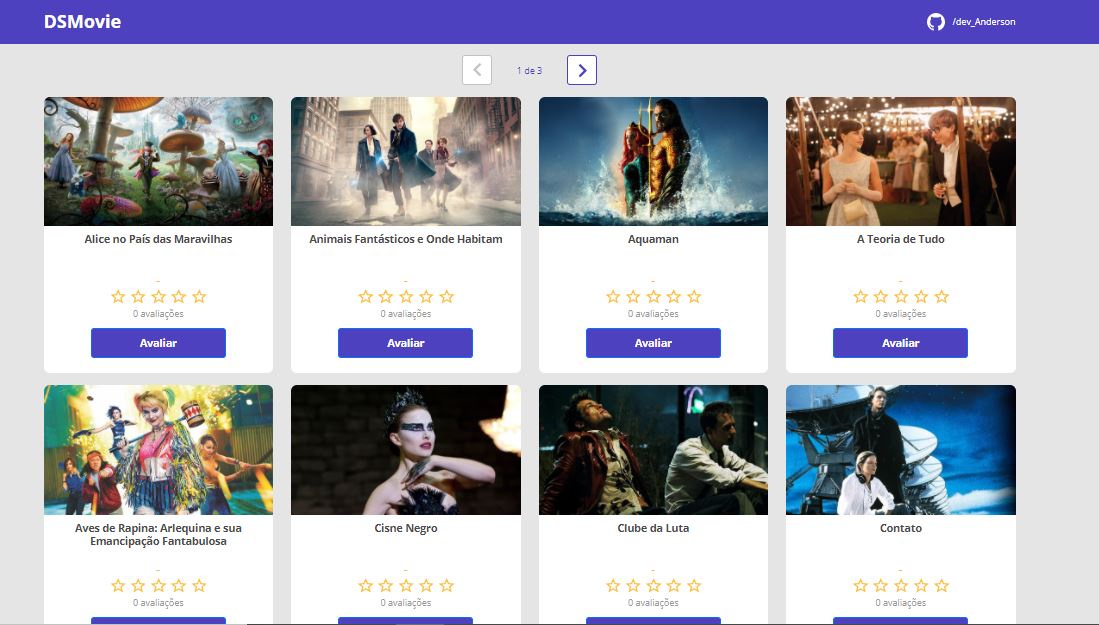 DSMovie
/dev_Anderson
1 de 3
Alice no País das Maravilhas
Animais Fantásticos e Onde Habitam
Aquaman
A Teoria de Tudo
-
-
-
-
0 avaliações
0 avaliações
0 avaliações
0 avaliações
Avaliar
Avaliar
Avaliar
Avaliar
Aves de Rapina: Arlequina e sua
Emancipação Fantabulosa
Cisne Negro
Clube da Luta
Contato
-
-
-
-
0 avaliações
0 avaliações
0 avaliações
0 avaliações